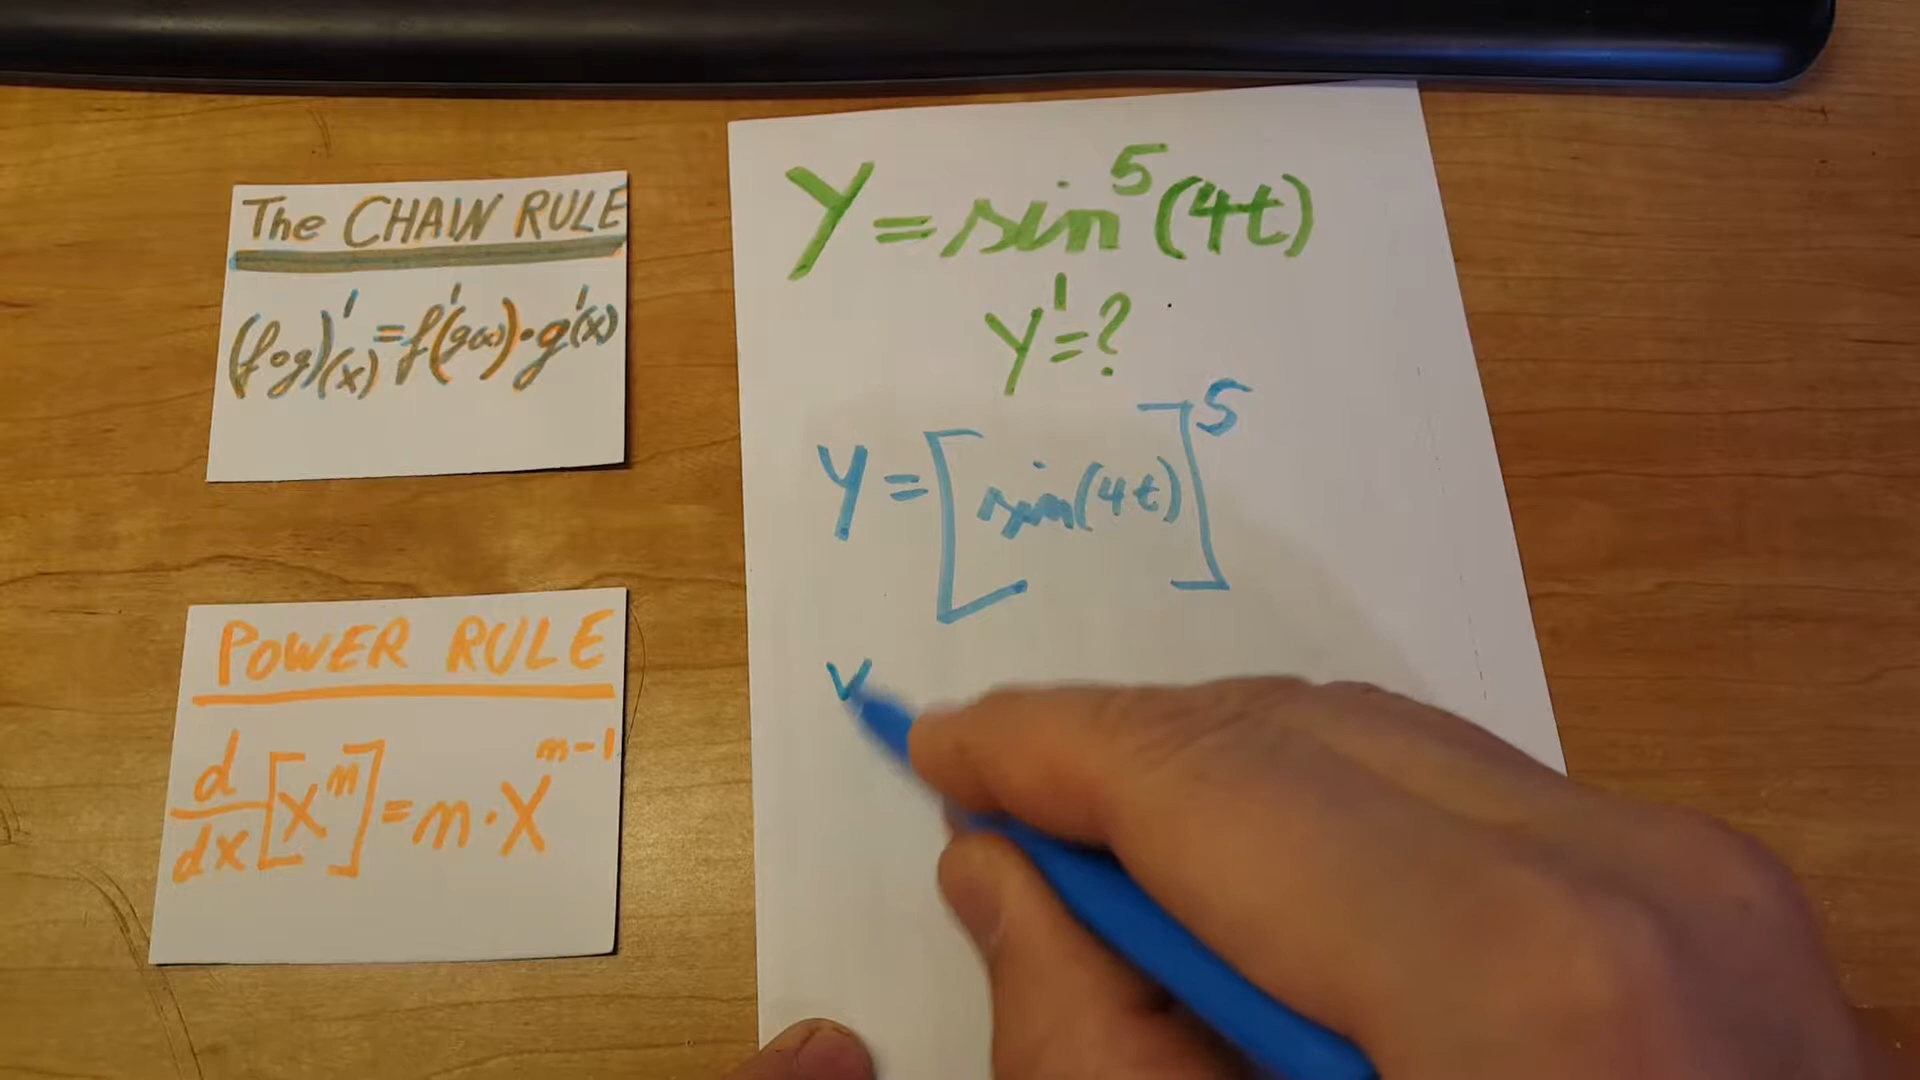 The CHAIN RULE
(f∘g)'(x) = f'(g(x))·g'(x)
POWER RULE
d/dx [x^n] = n·x^n-1
Y = sin^5(4t)
Y' = ?
Y = [sin(4t)]^5
Y